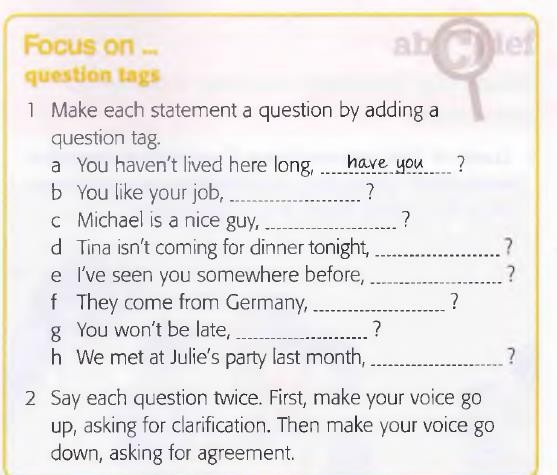 Focus on ...
question tags
1 Make each statement a question by adding a
question tag.
a You haven't lived here long, ....have you....?
b You like your job, ......................?
c Michael is a nice guy, ......................?
d Tina isn't coming for dinner tonight, ......................?
e I've seen you somewhere before, ......................?
f They come from Germany, ......................?
g You won't be late, ......................?
h We met at Julie's party last month, ......................?
2 Say each question twice. First, make your voice go
up, asking for clarification. Then make your voice go
down, asking for agreement.